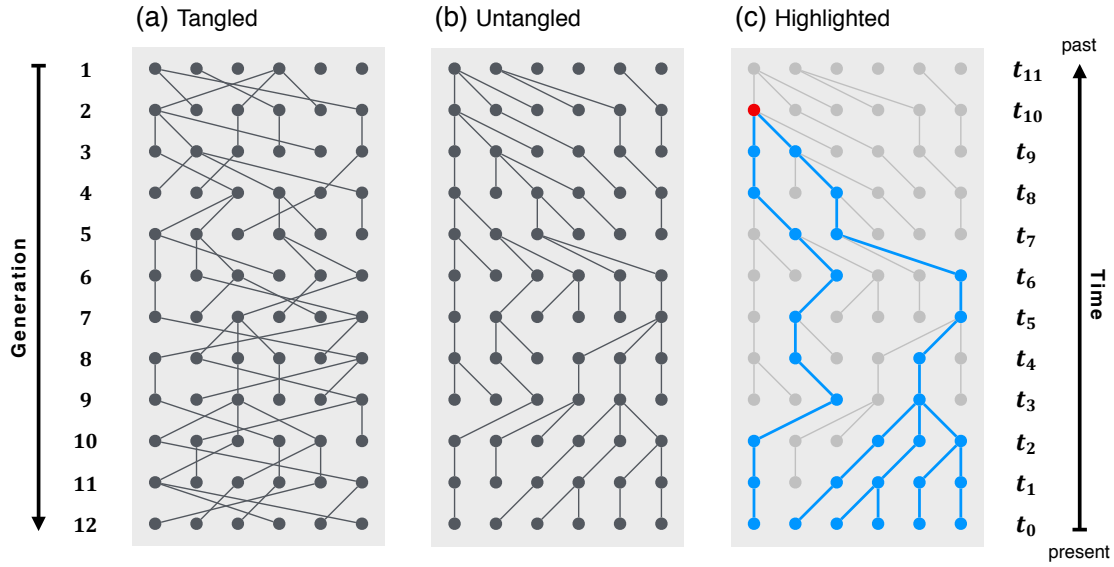 (a) Tangled
(b) Untangled
(c) Highlighted
past
1
2
3
4
5
6
7
8
9
10
11
12
Generation
t₁₁
t₁₀
t₉
t₈
t₇
t₆
t₅
t₄
t₃
t₂
t₁
t₀
Time
present